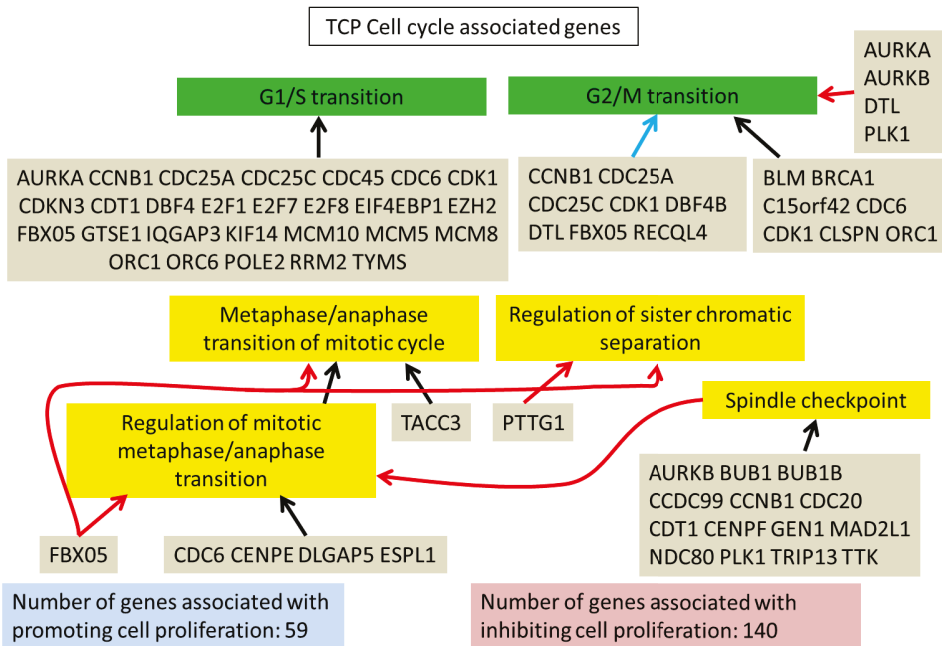 TCP Cell cycle associated genes
G1/S transition
G2/M transition
AURKA
AURKB
DTL
PLK1
AURKA CCNB1 CDC25A CDC25C CDC45 CDC6 CDK1
CDKN3 CDT1 DBF4 E2F1 E2F7 E2F8 EIF4EBP1 EZH2
FBX05 GTSE1 IQGAP3 KIF14 MCM10 MCM5 MCM8
ORC1 ORC6 POLE2 RRM2 TYMS
CCNB1 CDC25A
CDC25C CDK1 DBF4B
DTL FBX05 RECQL4
BLM BRCA1
C15orf42 CDC6
CDK1 CLSPN ORC1
Metaphase/anaphase
transition of mitotic cycle
Regulation of sister chromatic
separation
Regulation of mitotic
metaphase/anaphase
transition
TACC3
PTTG1
Spindle checkpoint
AURKB BUB1 BUB1B
CCDC99 CCNB1 CDC20
CDT1 CENPF GEN1 MAD2L1
NDC80 PLK1 TRIP13 TTK
FBX05
CDC6 CENPE DLGAP5 ESPL1
Number of genes associated with
promoting cell proliferation: 59
Number of genes associated with
inhibiting cell proliferation: 140